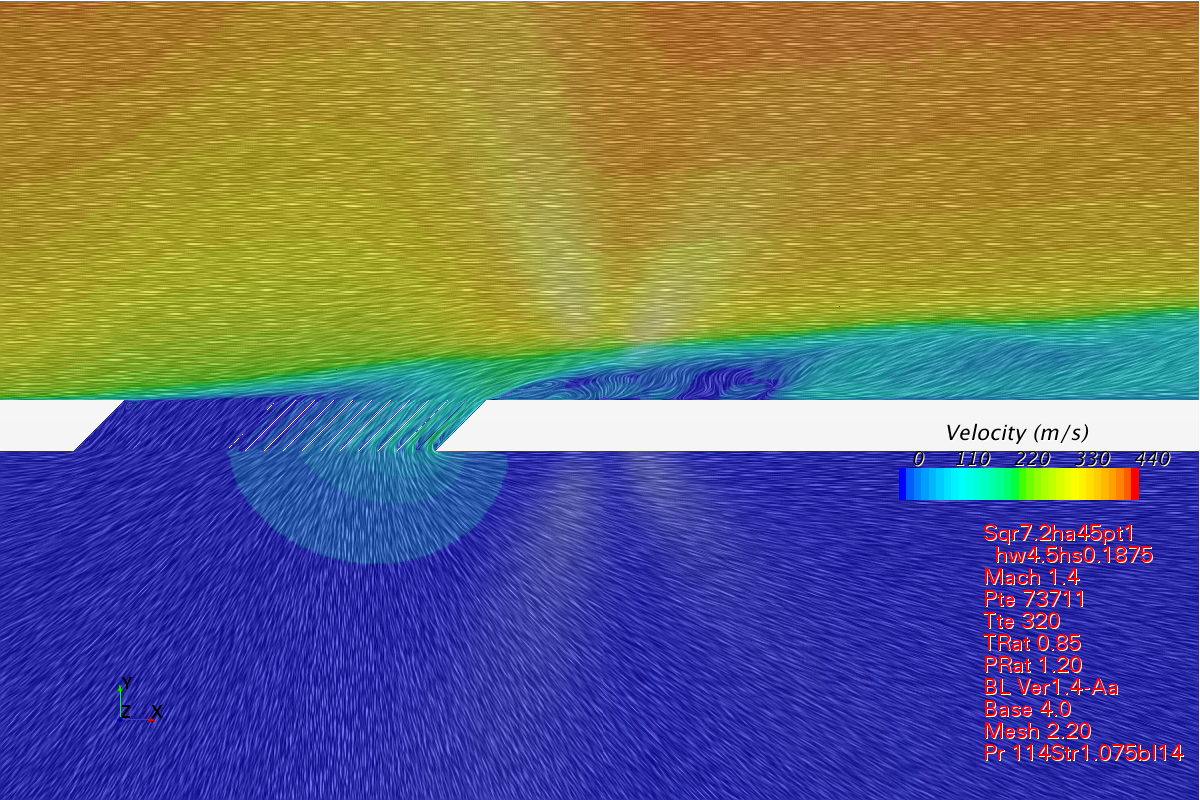 Velocity (m/s)
0 110 220 330 440
Sqr7.2ha45pt1
hw4.5hs0.1875
Mach 1.4
Pte 73711
Tte 320
TRat 0.85
PRat 1.20
BL Ver1.4-Aa
Base 4.0
Mesh 2.20
Pr 114Str1.075bl14
Y
Z X